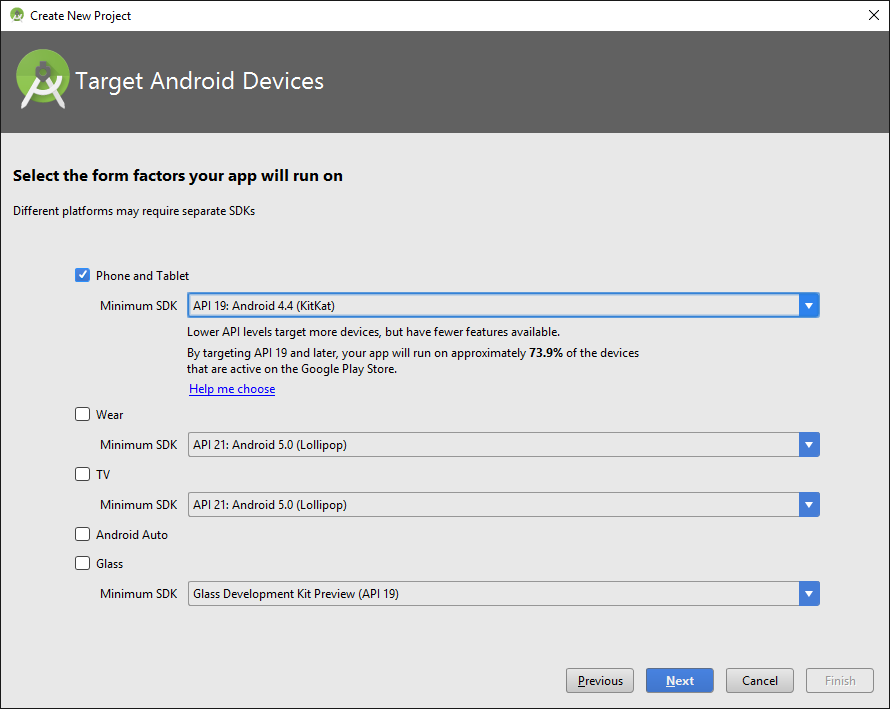 Create New Project
Target Android Devices
Select the form factors your app will run on
Different platforms may require separate SDKs
Phone and Tablet
Minimum SDK API 19: Android 4.4 (KitKat)
Lower API levels target more devices, but have fewer features available.
By targeting API 19 and later, your app will run on approximately 73.9% of the devices
that are active on the Google Play Store.
Help me choose
Wear
Minimum SDK API 21: Android 5.0 (Lollipop)
TV
Minimum SDK API 21: Android 5.0 (Lollipop)
Android Auto
Glass
Minimum SDK Glass Development Kit Preview (API 19)
Previous Next Cancel Finish